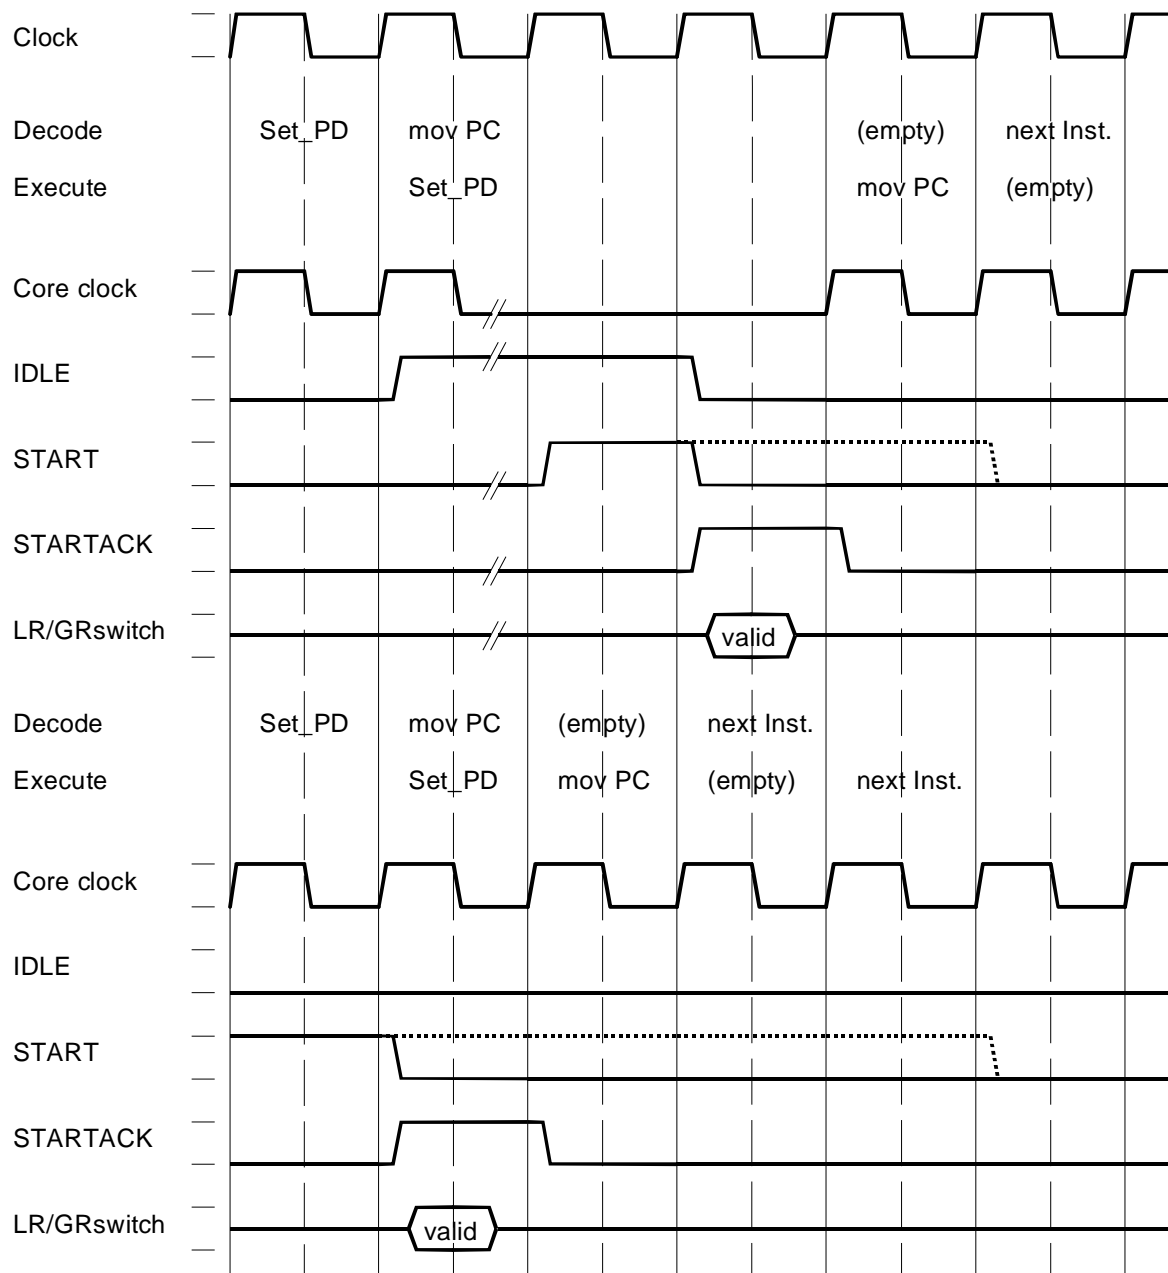 Clock
Decode Set_PD mov PC (empty) next Inst.
Execute Set_PD mov PC (empty)
Core clock
IDLE
START
STARTACK
LR/GRswitch valid
Decode Set_PD mov PC (empty) next Inst.
Execute Set_PD mov PC (empty) next Inst.
Core clock
IDLE
START
STARTACK
LR/GRswitch valid